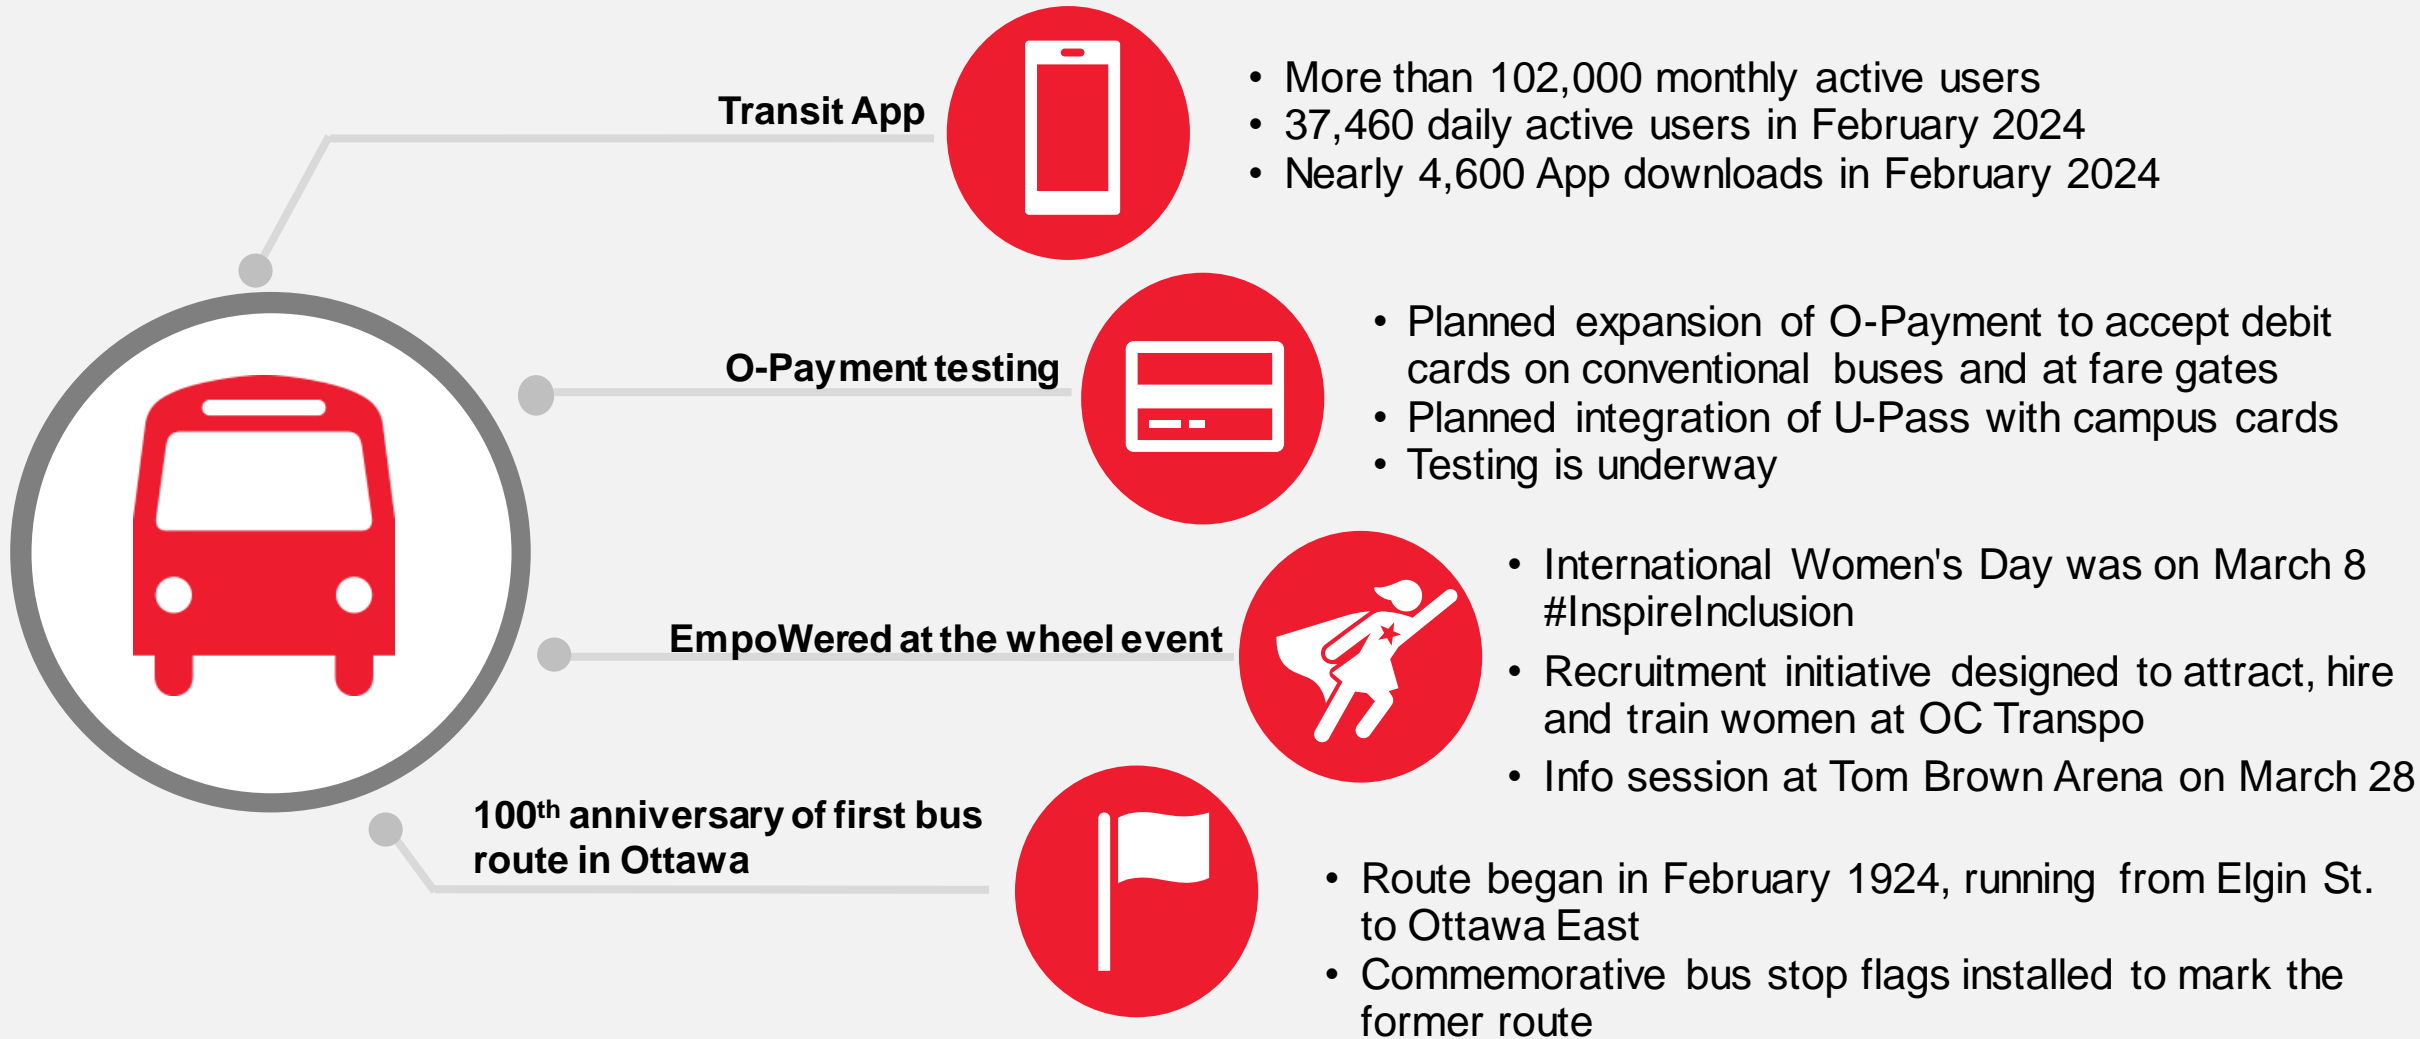 Transit App
• More than 102,000 monthly active users
• 37,460 daily active users in February 2024
• Nearly 4,600 App downloads in February 2024
O-Payment testing
• Planned expansion of O-Payment to accept debit
cards on conventional buses and at fare gates
• Planned integration of U-Pass with campus cards
• Testing is underway
EmpoWered at the wheel event
• International Women's Day was on March 8
#InspireInclusion
• Recruitment initiative designed to attract, hire
and train women at OC Transpo
• Info session at Tom Brown Arena on March 28
100th anniversary of first bus
route in Ottawa
• Route began in February 1924, running from Elgin St.
to Ottawa East
• Commemorative bus stop flags installed to mark the
former route